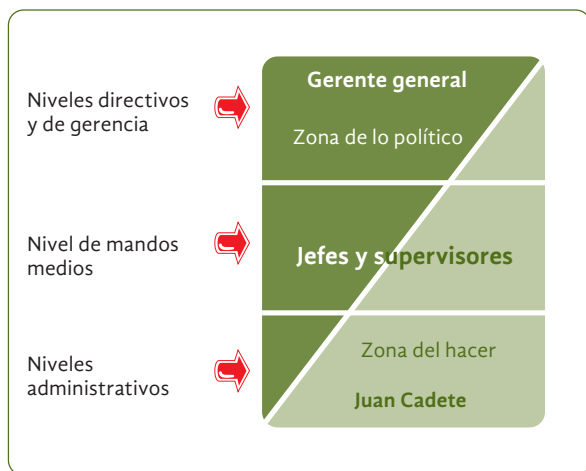 Niveles directivos
y de gerencia
Gerente general
Zona de lo político
Nivel de mandos
medios
Jefes y supervisores
Niveles
administrativos
Zona del hacer
Juan Cadete